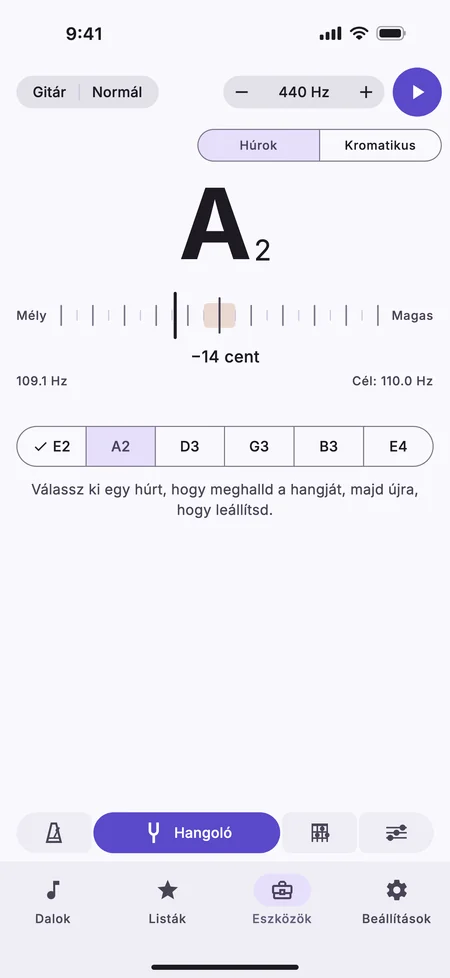 9:41
Gitár Normál
− 440 Hz +
Húrok Kromatikus
A2
Mély Magas
−14 cent
109.1 Hz Cél: 110.0 Hz
✓ E2 A2 D3 G3 B3 E4
Válassz ki egy húrt, hogy meghalld a hangját, majd újra,
hogy leállítsd.
Hangoló
Dalok Listák Eszközök Beállítások